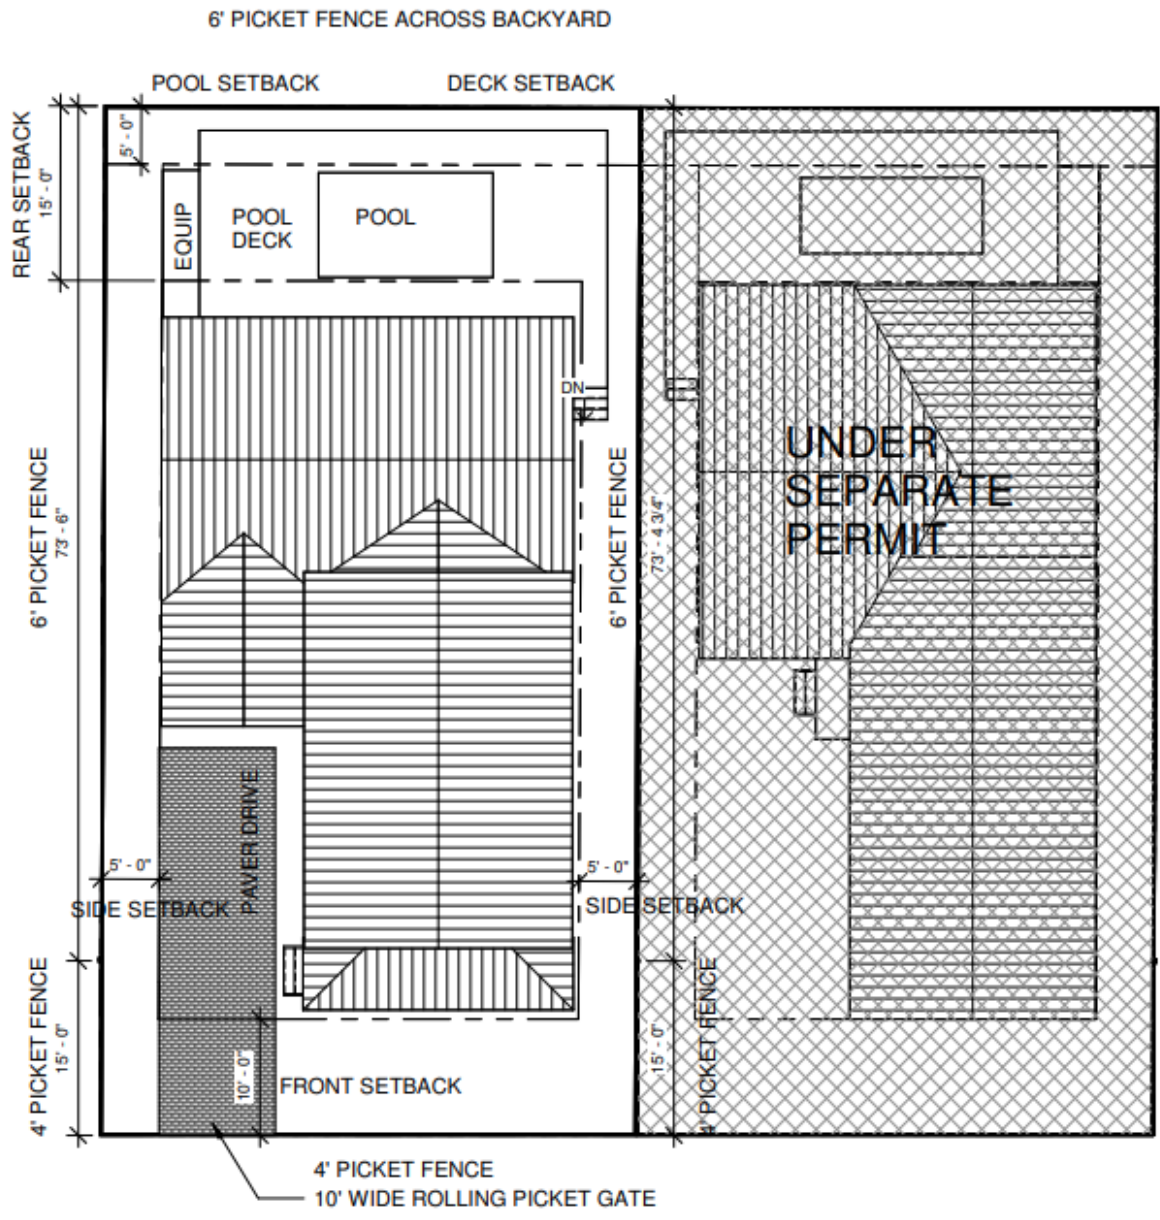 6' PICKET FENCE ACROSS BACKYARD
POOL SETBACK
DECK SETBACK
REAR SETBACK
15' - 0"
5' - 0"
EQUIP
POOL
DECK
POOL
DN
6' PICKET FENCE
73' - 6"
6' PICKET FENCE
73' - 4 3/4"
UNDER
SEPARATE
PERMIT
PAVER DRIVE
5' - 0"
SIDE SETBACK
5' - 0"
SIDE SETBACK
4' PICKET FENCE
15' - 0"
10' - 0"
FRONT SETBACK
15' - 0"
4' PICKET FENCE
4' PICKET FENCE
10' WIDE ROLLING PICKET GATE